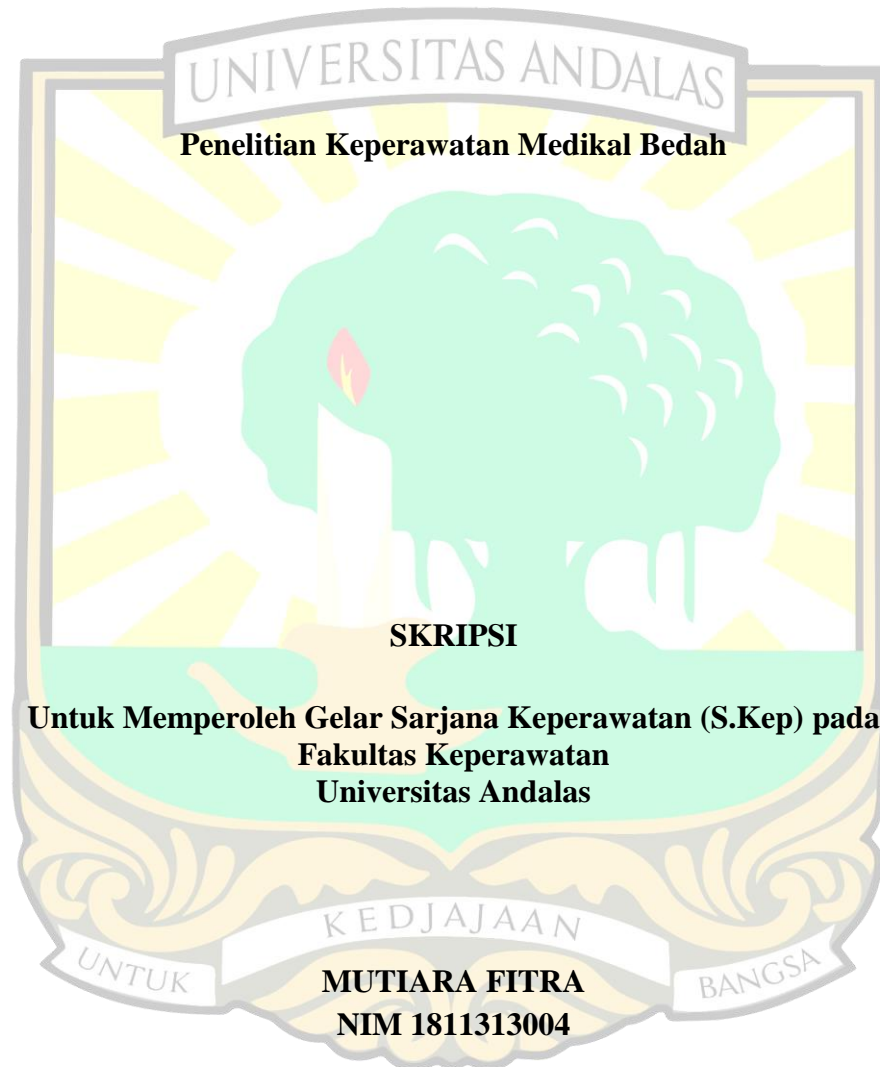 UNIVERSITAS ANDALAS
Penelitian Keperawatan Medikal Bedah
SKRIPSI
Untuk Memperoleh Gelar Sarjana Keperawatan (S.Kep) pada
Fakultas Keperawatan
Universitas Andalas
UNTUK KEDJAJAAN BANGSA
MUTIARA FITRA
NIM 1811313004